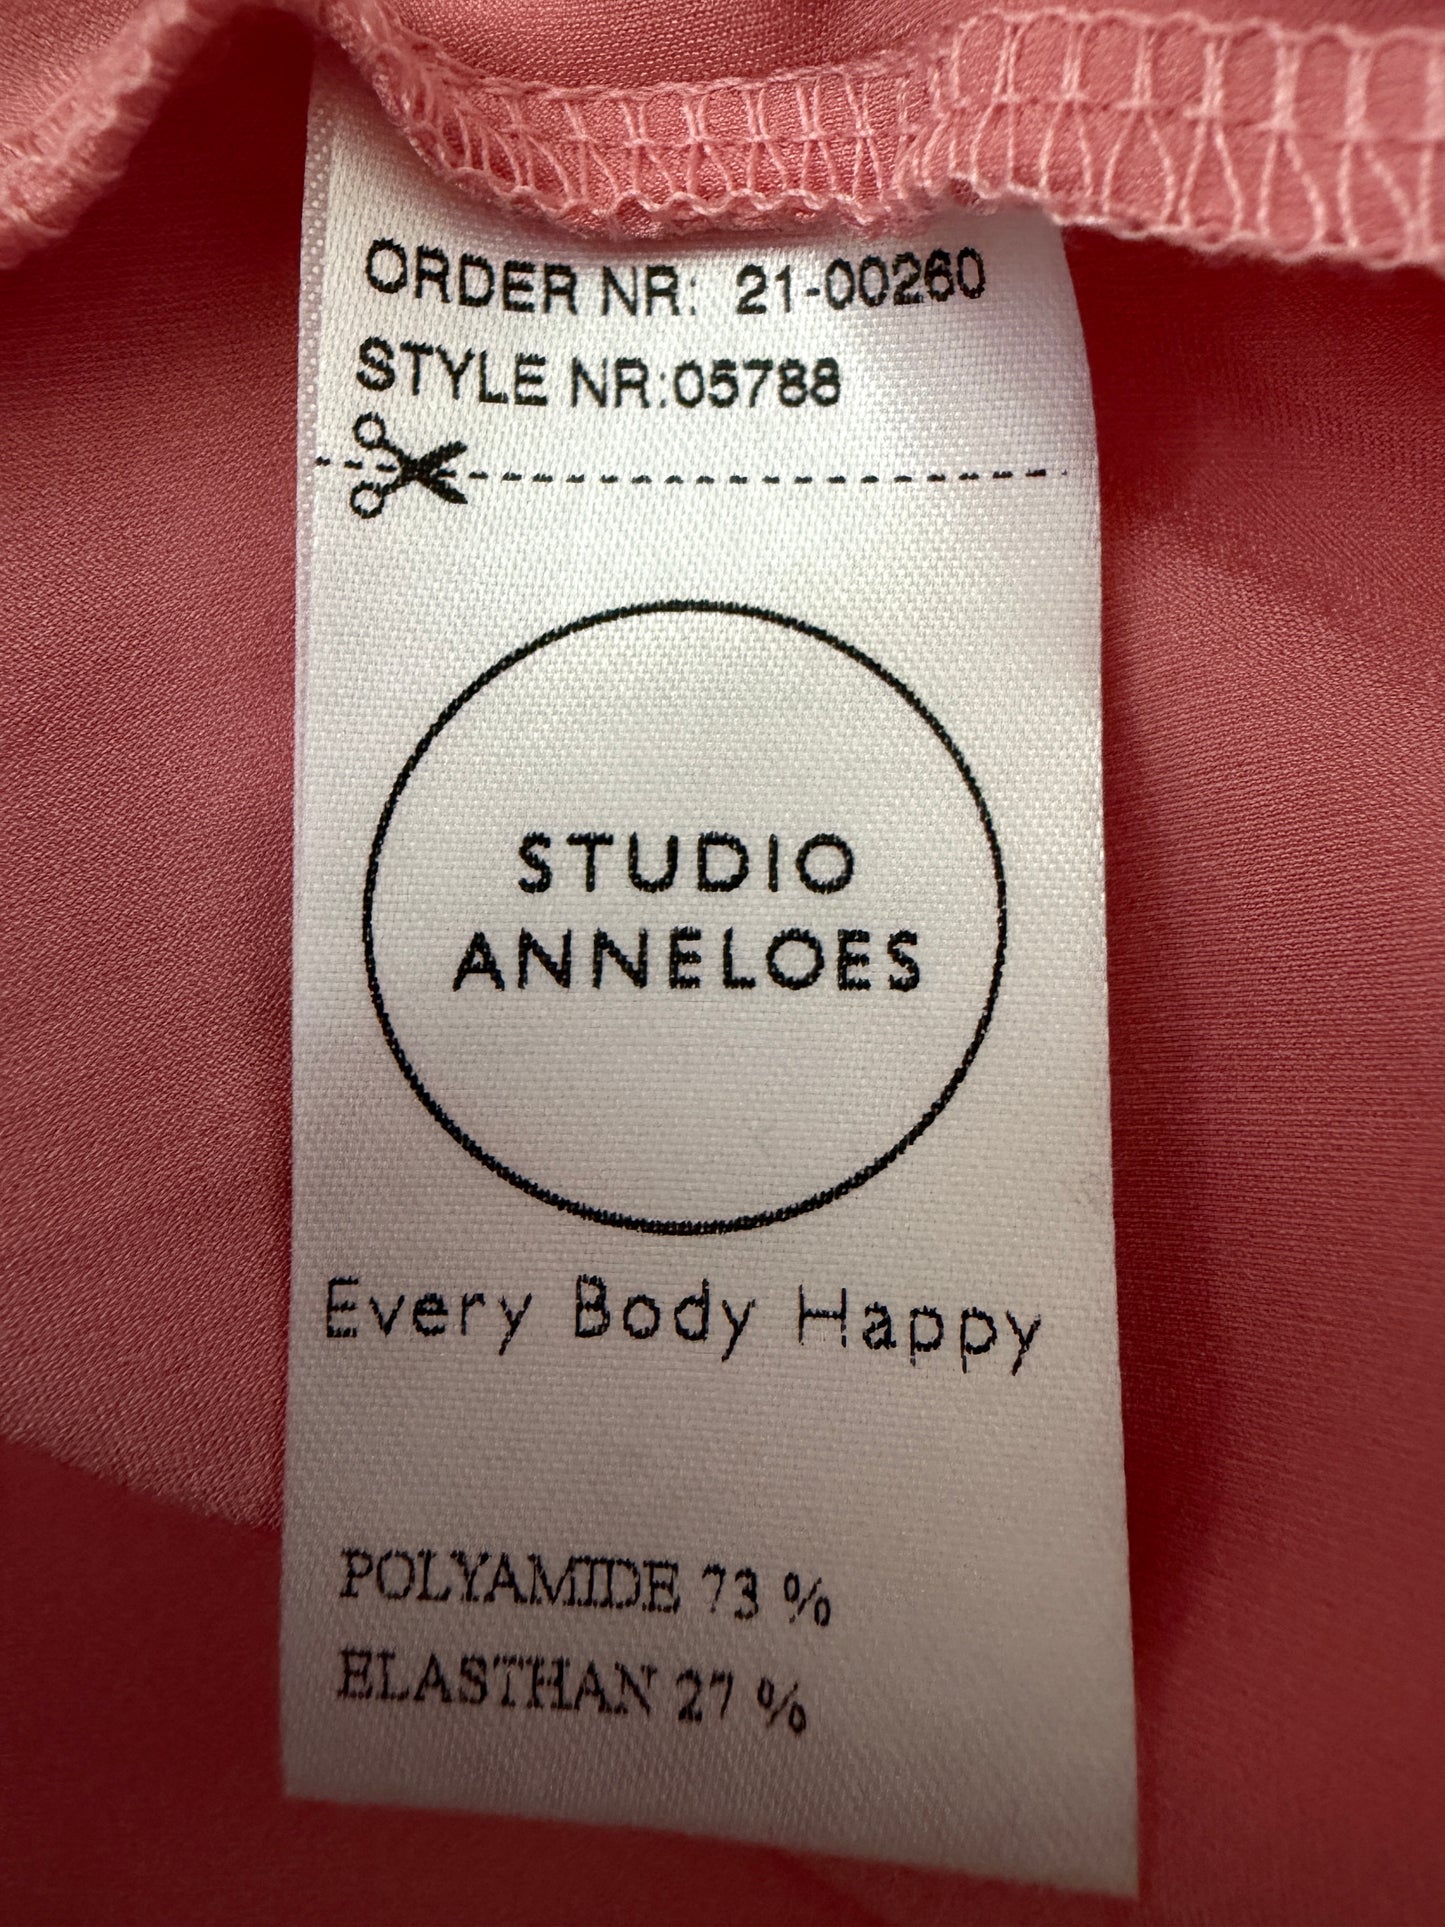 ORDER NR: 21-00260
STYLE NR:05788
STUDIO
ANNELOES
Every Body Happy
POLYAMIDE 73 %
ELASTHAN 27 %